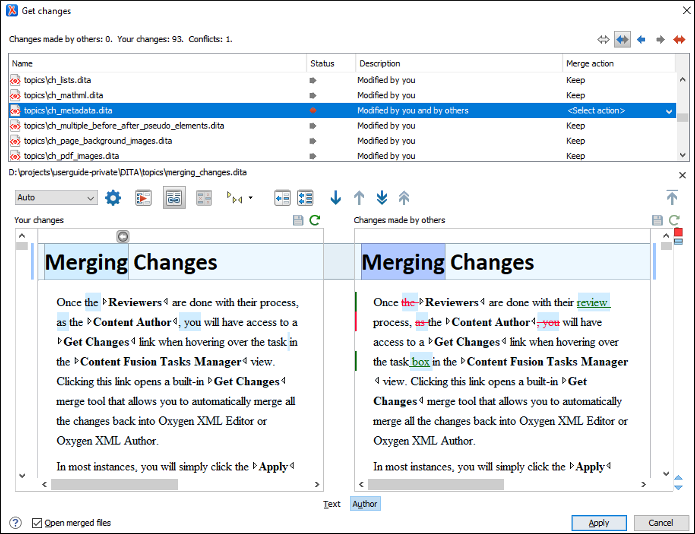 Get changes
Changes made by others: 0. Your changes: 93. Conflicts: 1.
Name Status Description Merge action
topics\ch_lists.dita Modified by you Keep
topics\ch_mathml.dita Modified by you Keep
topics\ch_metadata.dita Modified by you and by others <Select action>
topics\ch_multiple_before_after_pseudo_elements.dita Modified by you Keep
topics\ch_page_background_images.dita Modified by you Keep
topics\ch_pdf_images.dita Modified by you Keep
D:\projects\userguide-private\DITA\topics\merging_changes.dita
Auto
Your changes
Merging Changes
Once the Reviewers are done with their process,
as the Content Author, you will have access to a
Get Changes link when hovering over the task in
the Content Fusion Tasks Manager view.
Clicking this link opens a built-in Get Changes
merge tool that allows you to automatically merge all
the changes back into Oxygen XML Editor or
Oxygen XML Author.
In most instances, you will simply click the Apply
Changes made by others
Merging Changes
Once the Reviewers are done with their review
process, as the Content Author, you will have
access to a Get Changes link when hovering over
the task box in the Content Fusion Tasks Manager
view. Clicking this link opens a built-in Get
Changes merge tool that allows you to
automatically merge all the changes back into
Oxygen XML Editor or Oxygen XML Author.
In most instances, you will simply click the Apply
Text Author
? Open merged files Apply Cancel